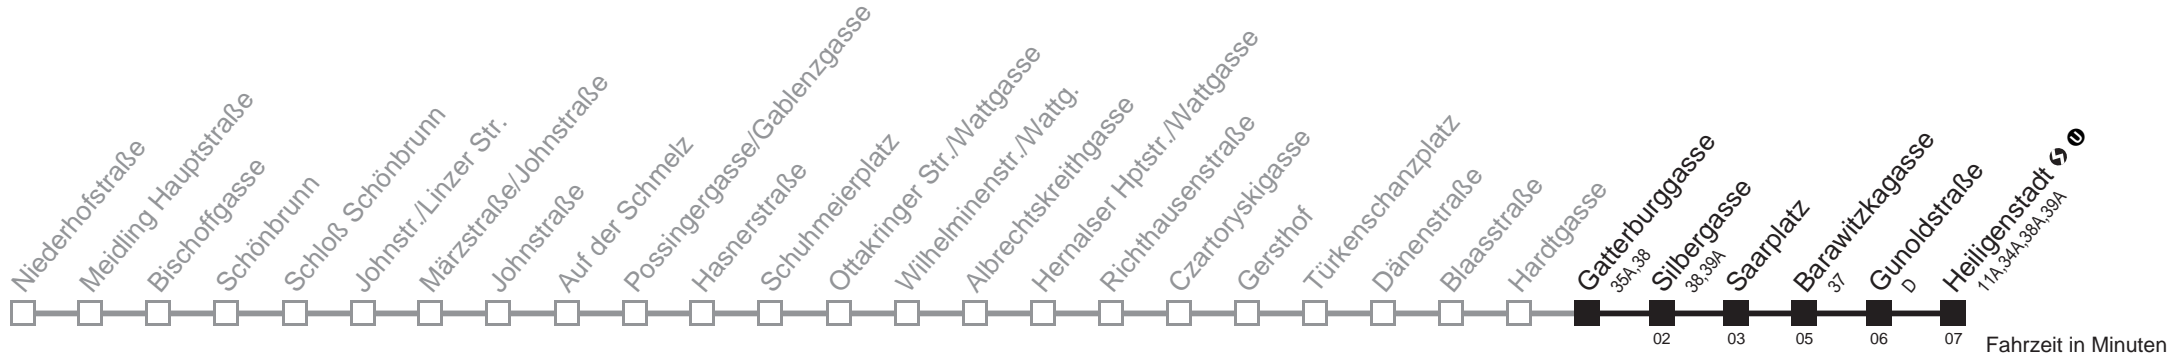 Niederhofstraße
Meidling Hauptstraße
Bischoffgasse
Schönbrunn
Schloß Schönbrunn
Johnstr./Linzer Str.
Märzstraße/Johnstraße
Johnstraße
Auf der Schmelz
Possingergasse/Gablenzgasse
Hasnerstraße
Schuhmeierplatz
Ottakringer Str./Wattgasse
Wilhelminenstr./Wattg.
Albrechtskreithgasse
Hernalser Hptstr./Wattgasse
Richthausenstraße
Czartoryskigasse
Gersthof
Türkenschanzplatz
Dänenstraße
Blaasstraße
Hardtgasse
Gatterburggasse
35A,38
Silbergasse
38,39A
Saarplatz
Barawitzkagasse
37
Gunoldstraße
D
Heiligenstadt S U
11A,34A,38A,39A
02 03 05 06 07 Fahrzeit in Minuten